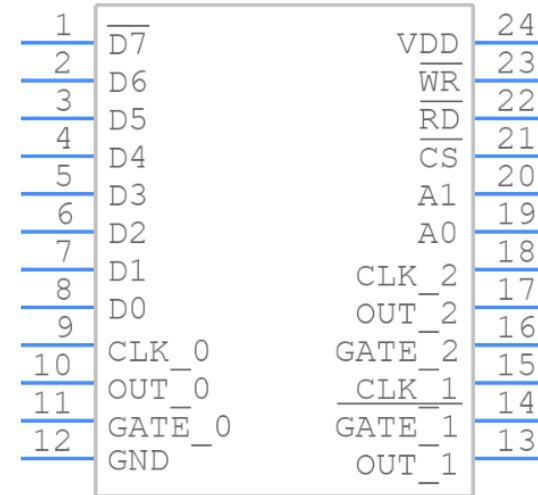 1 D7 VDD 24
2 D6 WR 23
3 D5 RD 22
4 D4 CS 21
5 D3 A1 20
6 D2 A0 19
7 D1 CLK_2 18
8 D0 OUT_2 17
9 CLK_0 GATE_2 16
10 OUT_0 CLK_1 15
11 GATE_0 GATE_1 14
12 GND OUT_1 13